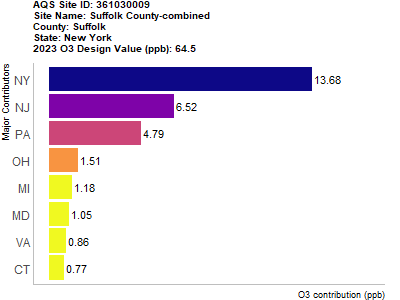 AQS Site ID: 361030009
Site Name: Suffolk County-combined
County: Suffolk
State: New York
2023 O3 Design Value (ppb): 64.5
Major Contributors
NY 13.68
NJ 6.52
PA 4.79
OH 1.51
MI 1.18
MD 1.05
VA 0.86
CT 0.77
O3 contribution (ppb)